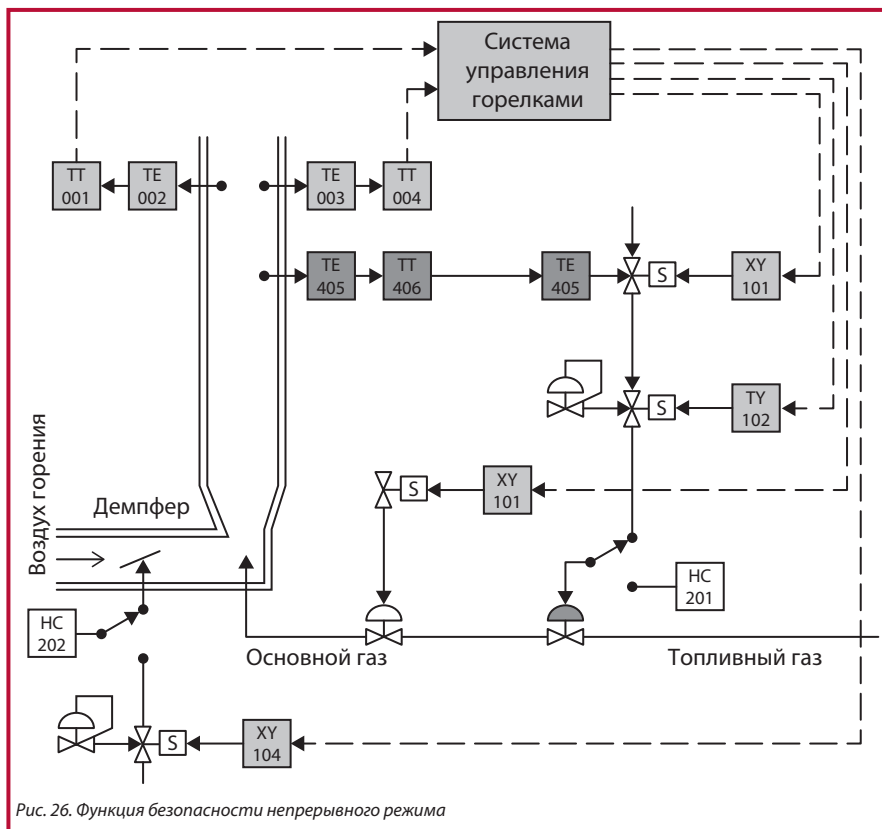 Система
управления
горелками
TT
001
TE
002
TE
003
TT
004
TE
405
TT
406
TE
405
S
XY
101
S
TY
102
S
XY
101
Воздух горения
Демпфер
HC
201
HC
202
Основной газ
Топливный газ
S
XY
104
Рис. 26. Функция безопасности непрерывного режима